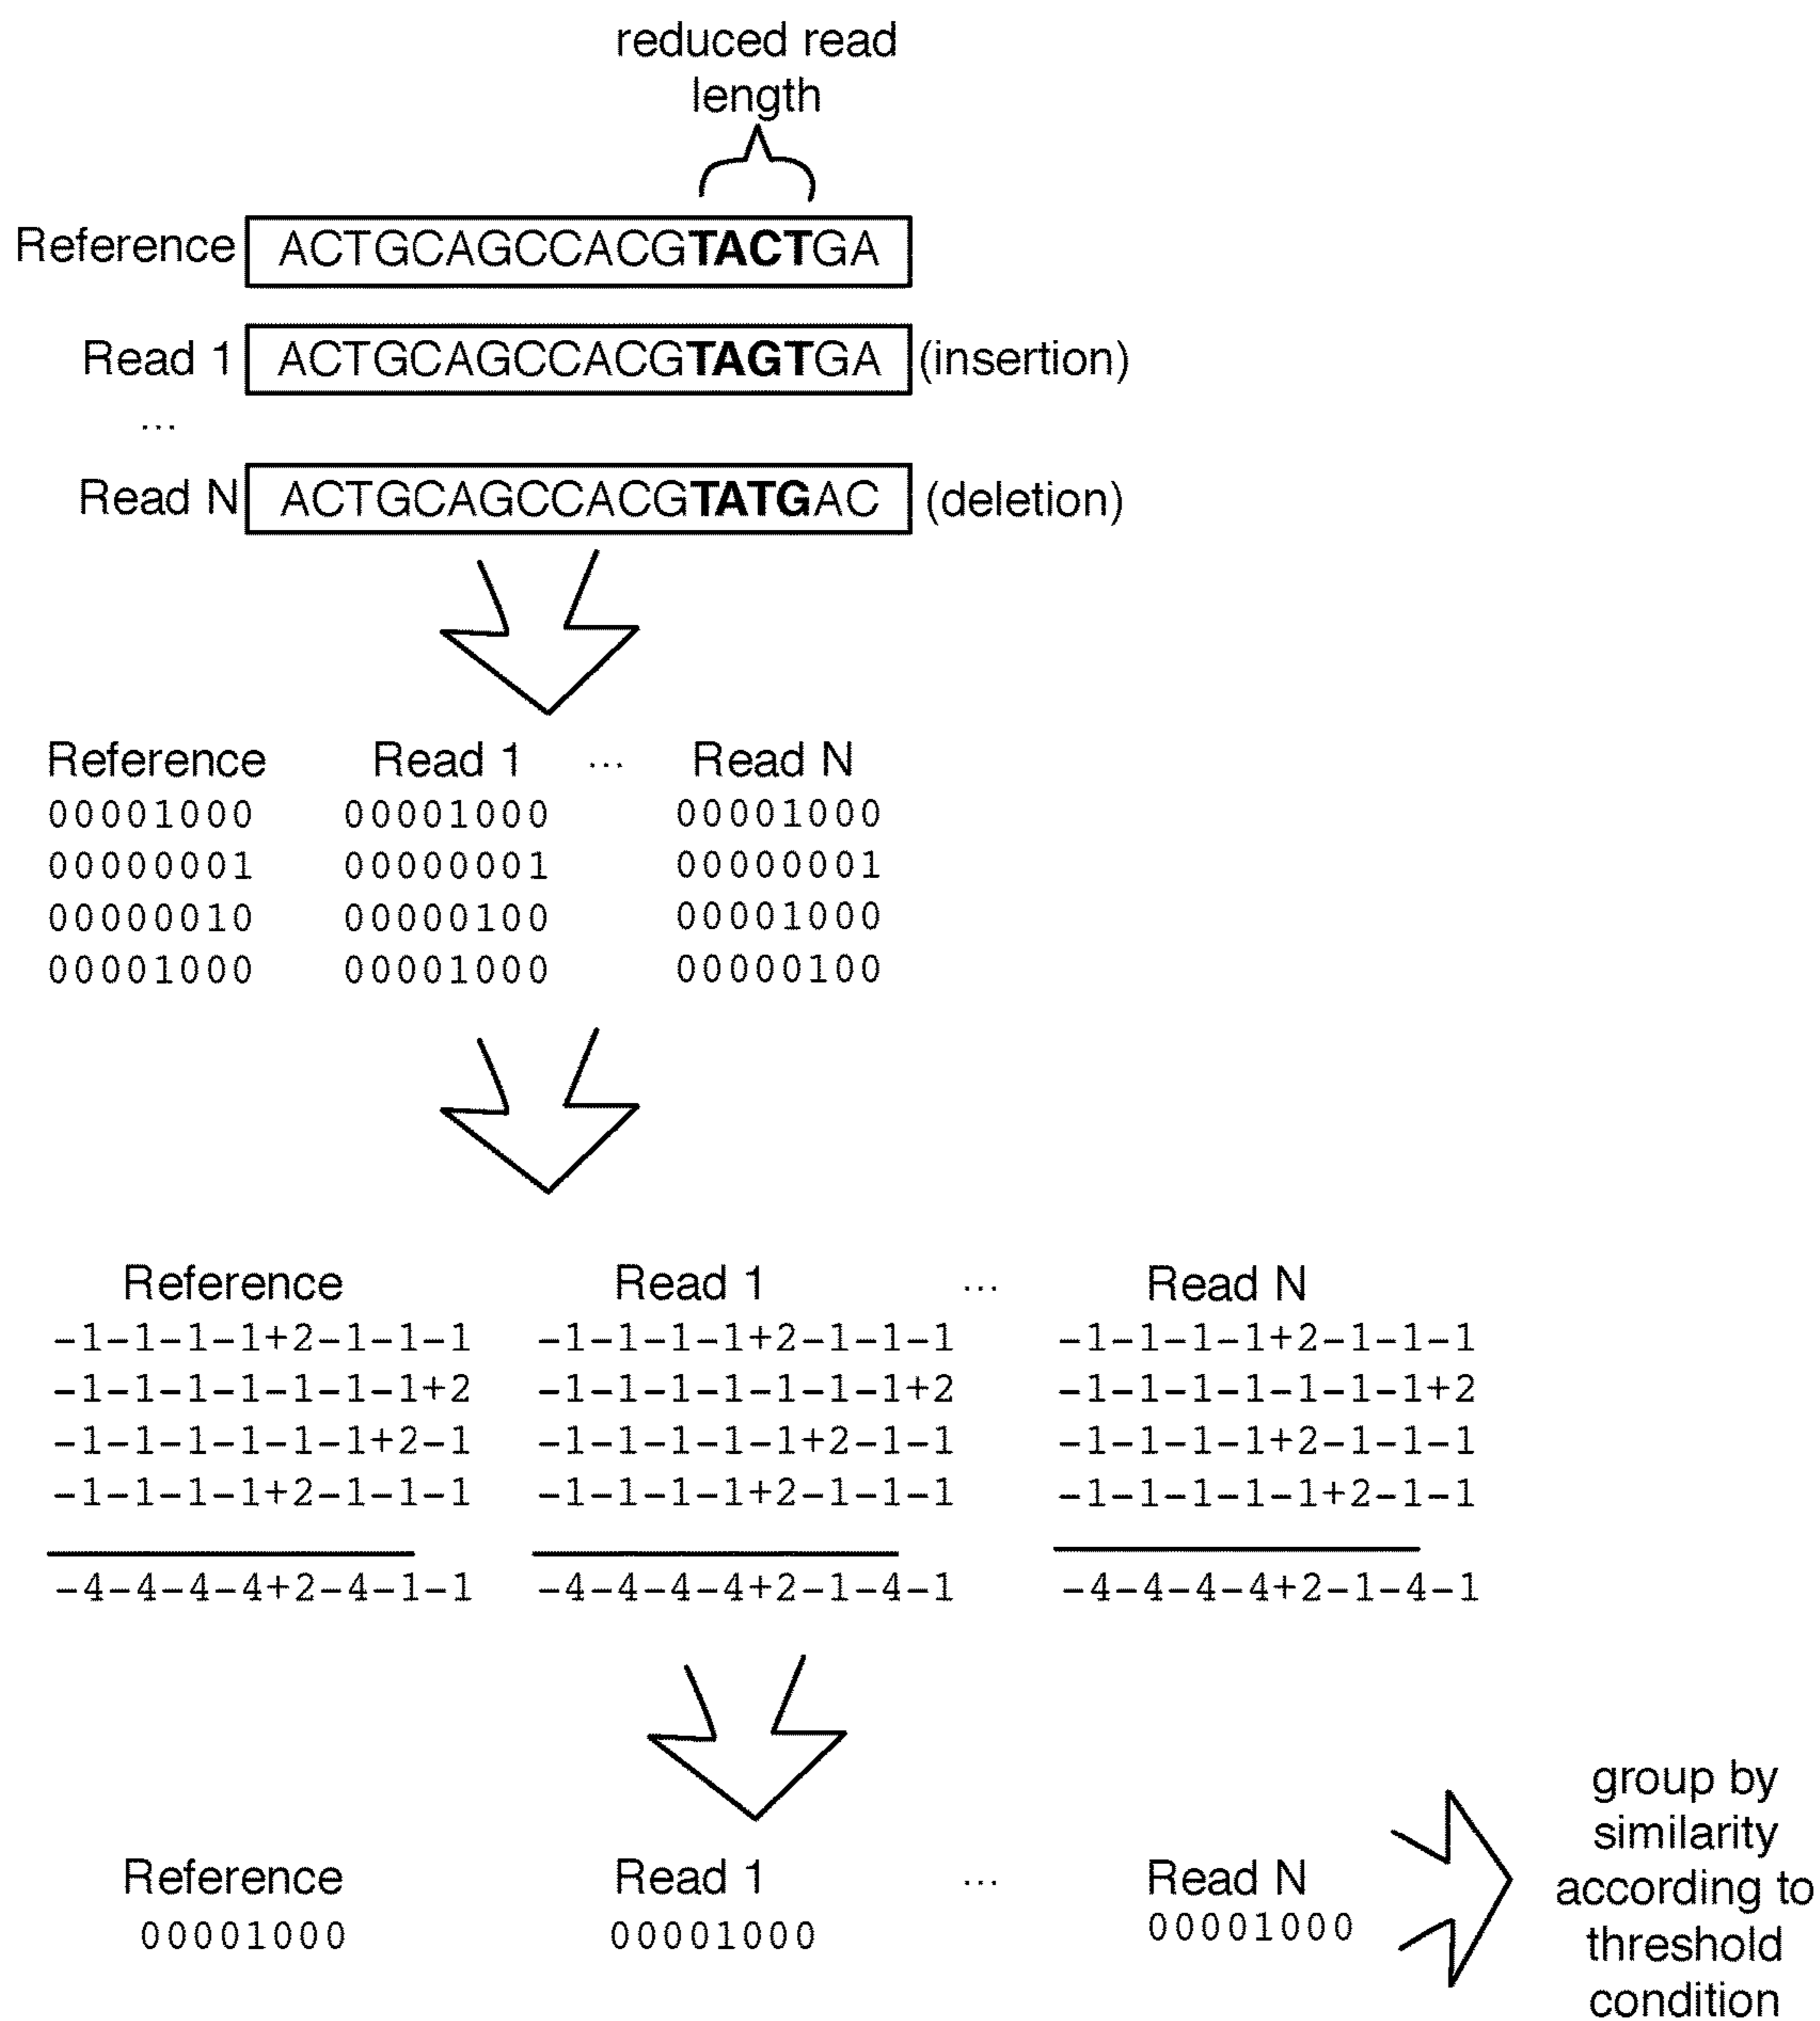 reduced read
length
Reference ACTGCAGCCACGTACTGA
Read 1 ACTGCAGCCACGTAGTGA (insertion)
...
Read N ACTGCAGCCACGTATGAC (deletion)
Reference Read 1 ... Read N
00001000 00001000 00001000
00000001 00000001 00000001
00000010 00000100 00001000
00001000 00001000 00000100
Reference Read 1 ... Read N
-1-1-1-1+2-1-1-1 -1-1-1-1+2-1-1-1 -1-1-1-1+2-1-1-1
-1-1-1-1-1-1-1+2 -1-1-1-1-1-1-1+2 -1-1-1-1-1-1-1+2
-1-1-1-1-1-1+2-1 -1-1-1-1-1+2-1-1 -1-1-1-1+2-1-1-1
-1-1-1-1+2-1-1-1 -1-1-1-1+2-1-1-1 -1-1-1-1-1+2-1-1
-4-4-4-4+2-4-1-1 -4-4-4-4+2-1-4-1 -4-4-4-4+2-1-4-1
Reference Read 1 ... Read N
00001000 00001000 00001000
group by
similarity
according to
threshold
condition